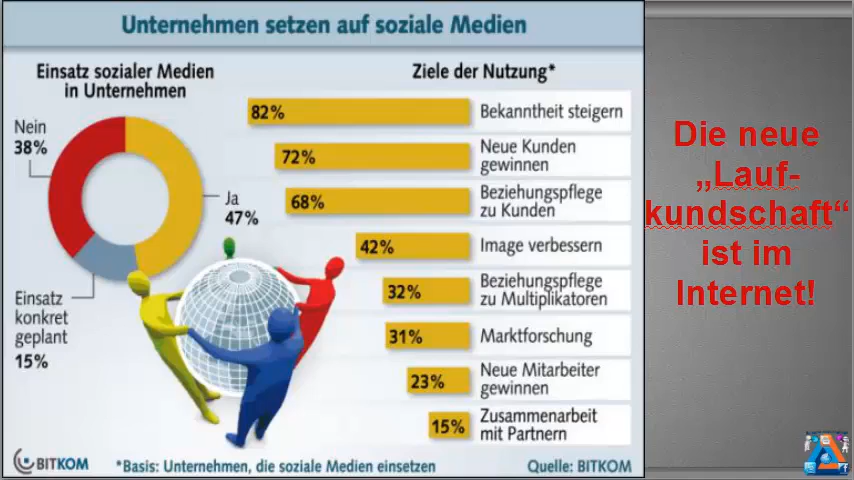 Unternehmen setzen auf soziale Medien
Einsatz sozialer Medien
in Unternehmen
Nein
38%
Ja
47%
Einsatz
konkret
geplant
15%
Ziele der Nutzung*
82% Bekanntheit steigern
72% Neue Kunden
gewinnen
68% Beziehungspflege
zu Kunden
42% Image verbessern
32% Beziehungspflege
zu Multiplikatoren
31% Marktforschung
23% Neue Mitarbeiter
gewinnen
15% Zusammenarbeit
mit Partnern
BITKOM
*Basis: Unternehmen, die soziale Medien einsetzen
Quelle: BITKOM
Die neue
„Lauf-
kundschaft“
ist im
Internet!